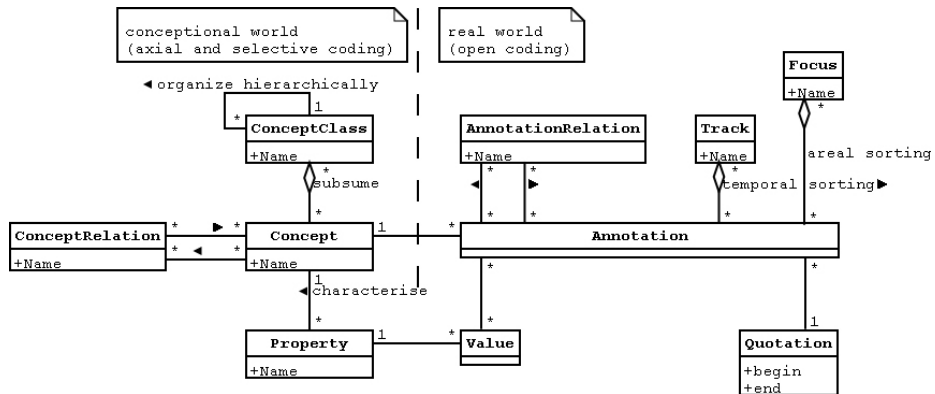 conceptional world
(axial and selective coding)
real world
(open coding)
◄ organize hierarchically
1
*
ConceptClass
+Name
*
subsume
*
AnnotationRelation
+Name
* *
◄ ►
* *
Track
+Name
*
temporal sorting►
*
Focus
+Name
*
areal sorting
*
ConceptRelation
+Name
* ► *
* ◄ *
Concept
+Name
1 *
Annotation
1
◄characterise
*
Property
+Name
1 *
*
*
Value
*
1
Quotation
+begin
+end